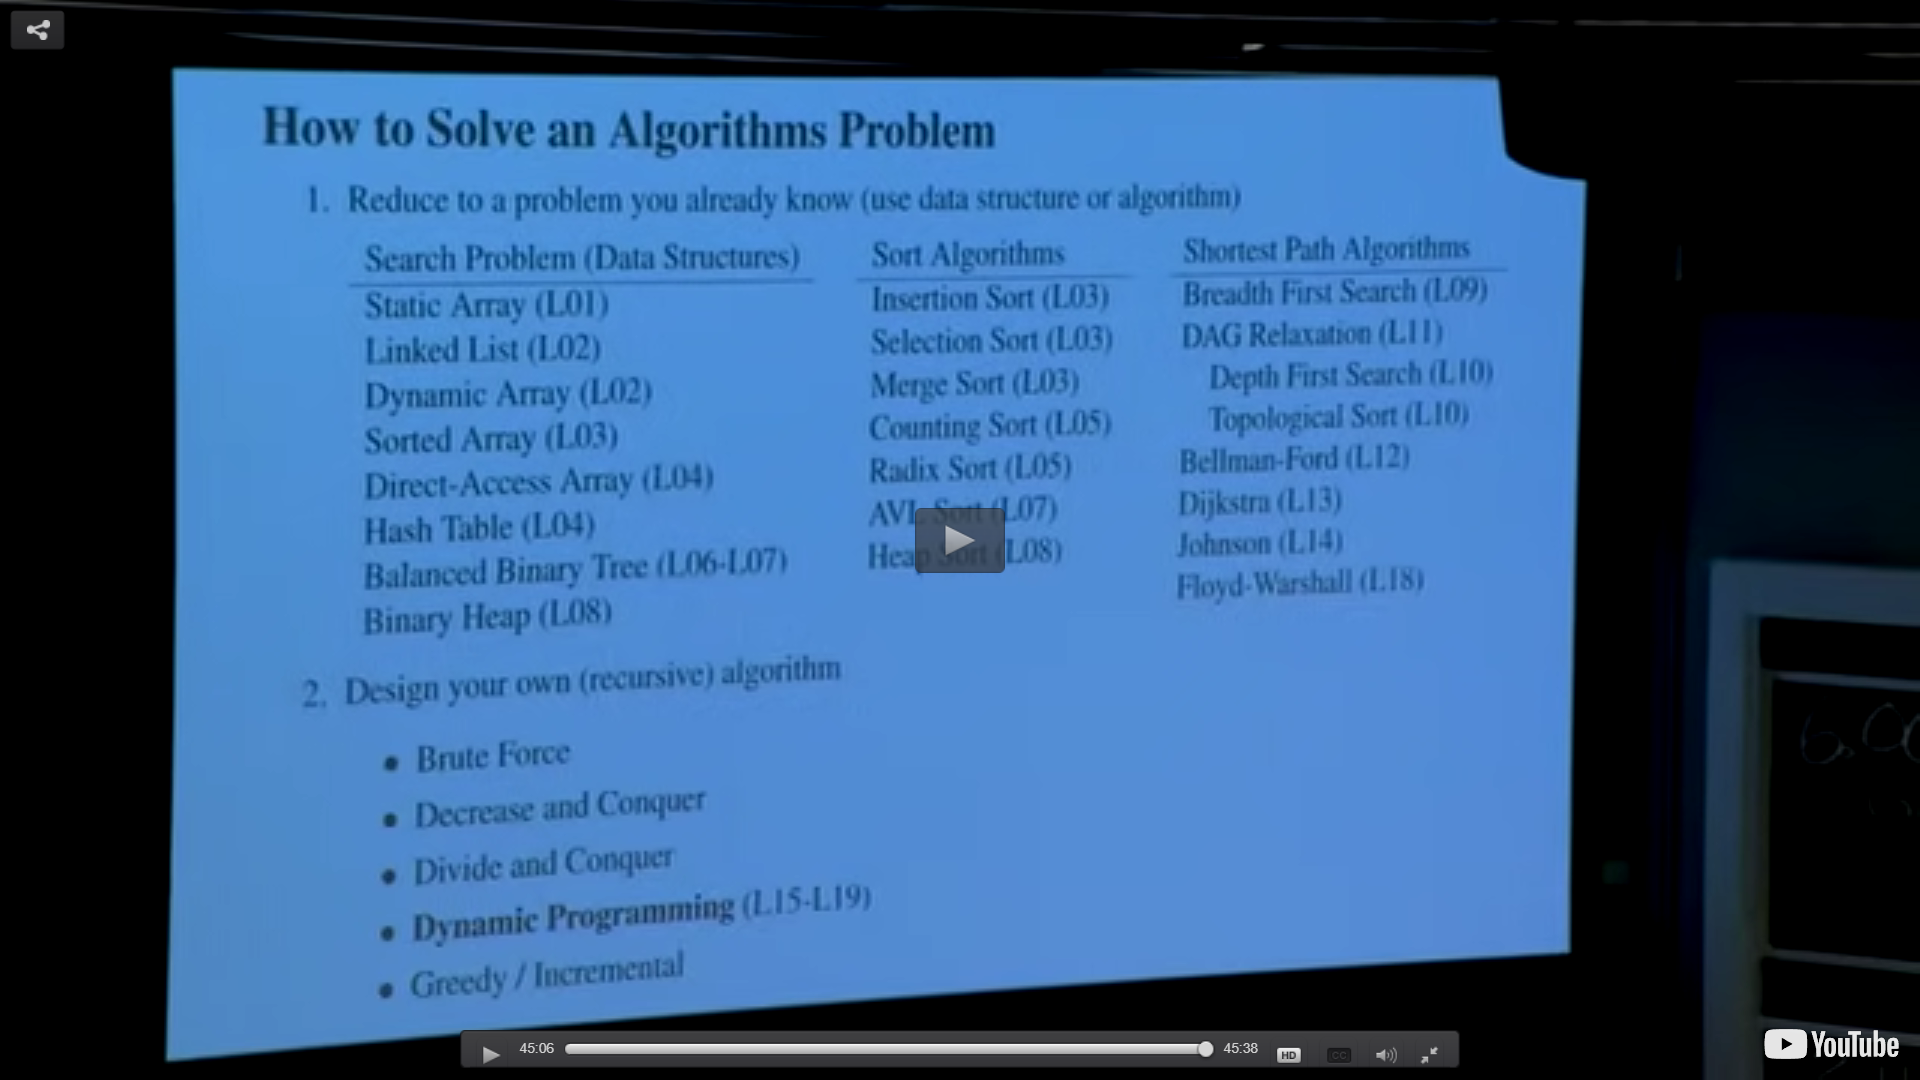 How to Solve an Algorithms Problem
1. Reduce to a problem you already know (use data structure or algorithm)
Search Problem (Data Structures)
Static Array (L01)
Linked List (L02)
Dynamic Array (L02)
Sorted Array (L03)
Direct-Access Array (L04)
Hash Table (L04)
Balanced Binary Tree (L06-L07)
Binary Heap (L08)
Sort Algorithms
Insertion Sort (L03)
Selection Sort (L03)
Merge Sort (L03)
Counting Sort (L05)
Radix Sort (L05)
AVL Sort (L07)
Heap Sort (L08)
Shortest Path Algorithms
Breadth First Search (L09)
DAG Relaxation (L11)
Depth First Search (L10)
Topological Sort (L10)
Bellman-Ford (L12)
Dijkstra (L13)
Johnson (L14)
Floyd-Warshall (L18)
2. Design your own (recursive) algorithm
• Brute Force
• Decrease and Conquer
• Divide and Conquer
• Dynamic Programming (L15-L19)
• Greedy / Incremental
45:06
45:38
HD
CC
YouTube